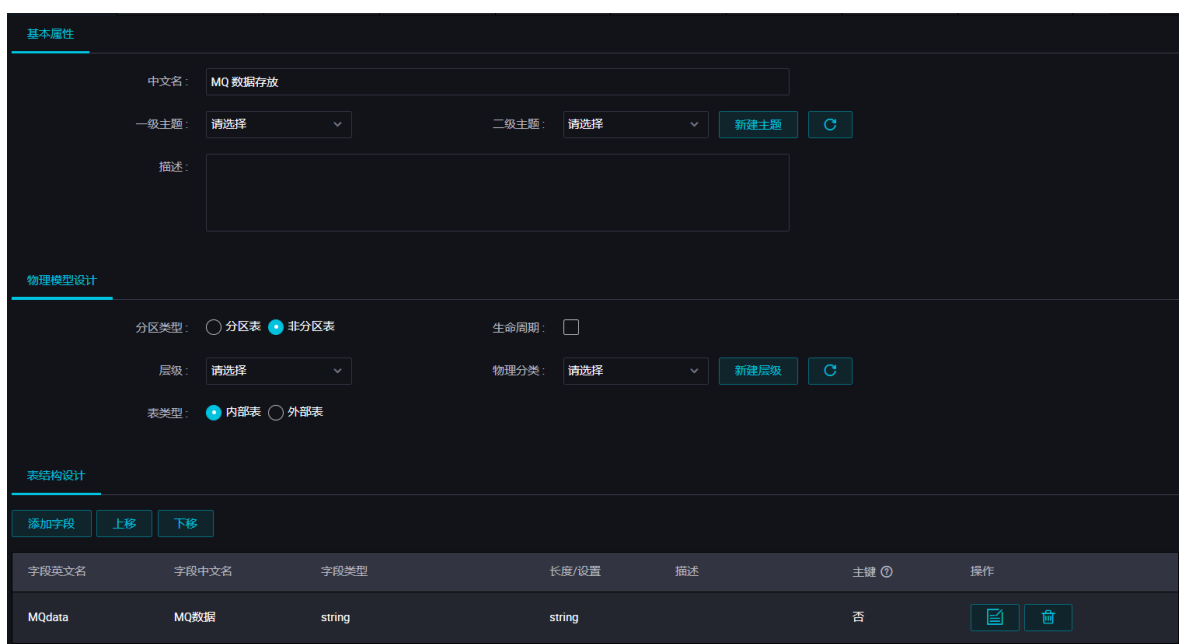 基本属性
中文名: MQ 数据存放
一级主题: 请选择 二级主题: 请选择 新建主题
描述:
物理模型设计
分区类型: 分区表 非分区表 生命周期:
层级: 请选择 物理分类: 请选择 新建层级
表类型: 内部表 外部表
表结构设计
添加字段 上移 下移
字段英文名 字段中文名 字段类型 长度/设置 描述 主键 ? 操作
MQdata MQ数据 string string 否